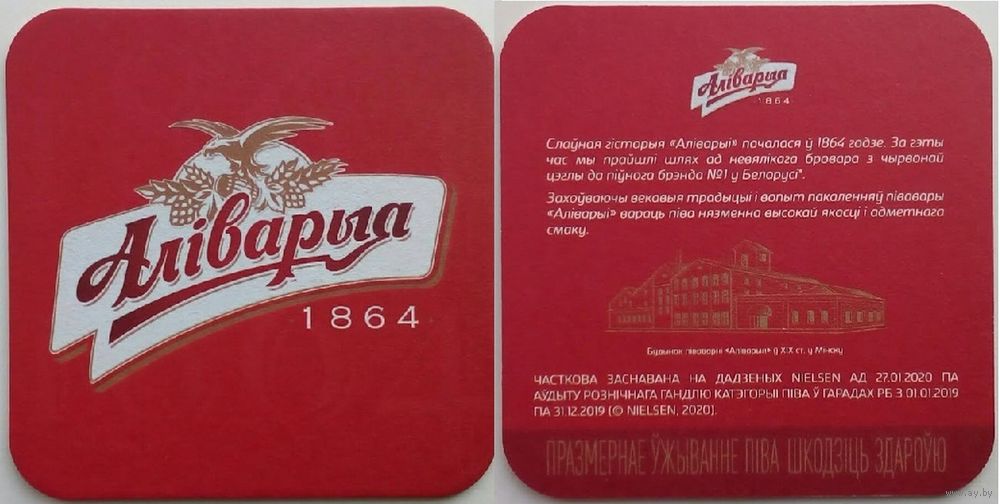 Аліварыя
1864
Аліварыя
1864
Слаўная гісторыя «Аліварыі» пачалася ў 1864 годзе. За гэты
час мы прайшлі шлях ад невялікага бровара з чырвонай
цэглы да піўнога брэнда №1 у Беларусі*.
Захоўваючы векавыя традыцыі і вопыт пакаленняў півавары
«Аліварыі» вараць піва нязменна высокай якасці і адметнага
смаку.
Будынак піваварні «Аліварыя» ў XIX ст. у Мінску
ЧАСТКОВА ЗАСНАВАНА НА ДАДЗЕНЫХ NIELSEN АД 27.01.2020 ПА
АЎДЫТУ РОЗНІЧНАГА ГАНДЛЮ КАТЭГОРЫІ ПІВА Ў ГАРАДАХ РБ З 01.01.2019
ПА 31.12.2019 (© NIELSEN, 2020).
ПРАЗМЕРНАЕ ЎЖЫВАННЕ ПІВА ШКОДЗІЦЬ ЗДАРОЎЮ
www.ay.by